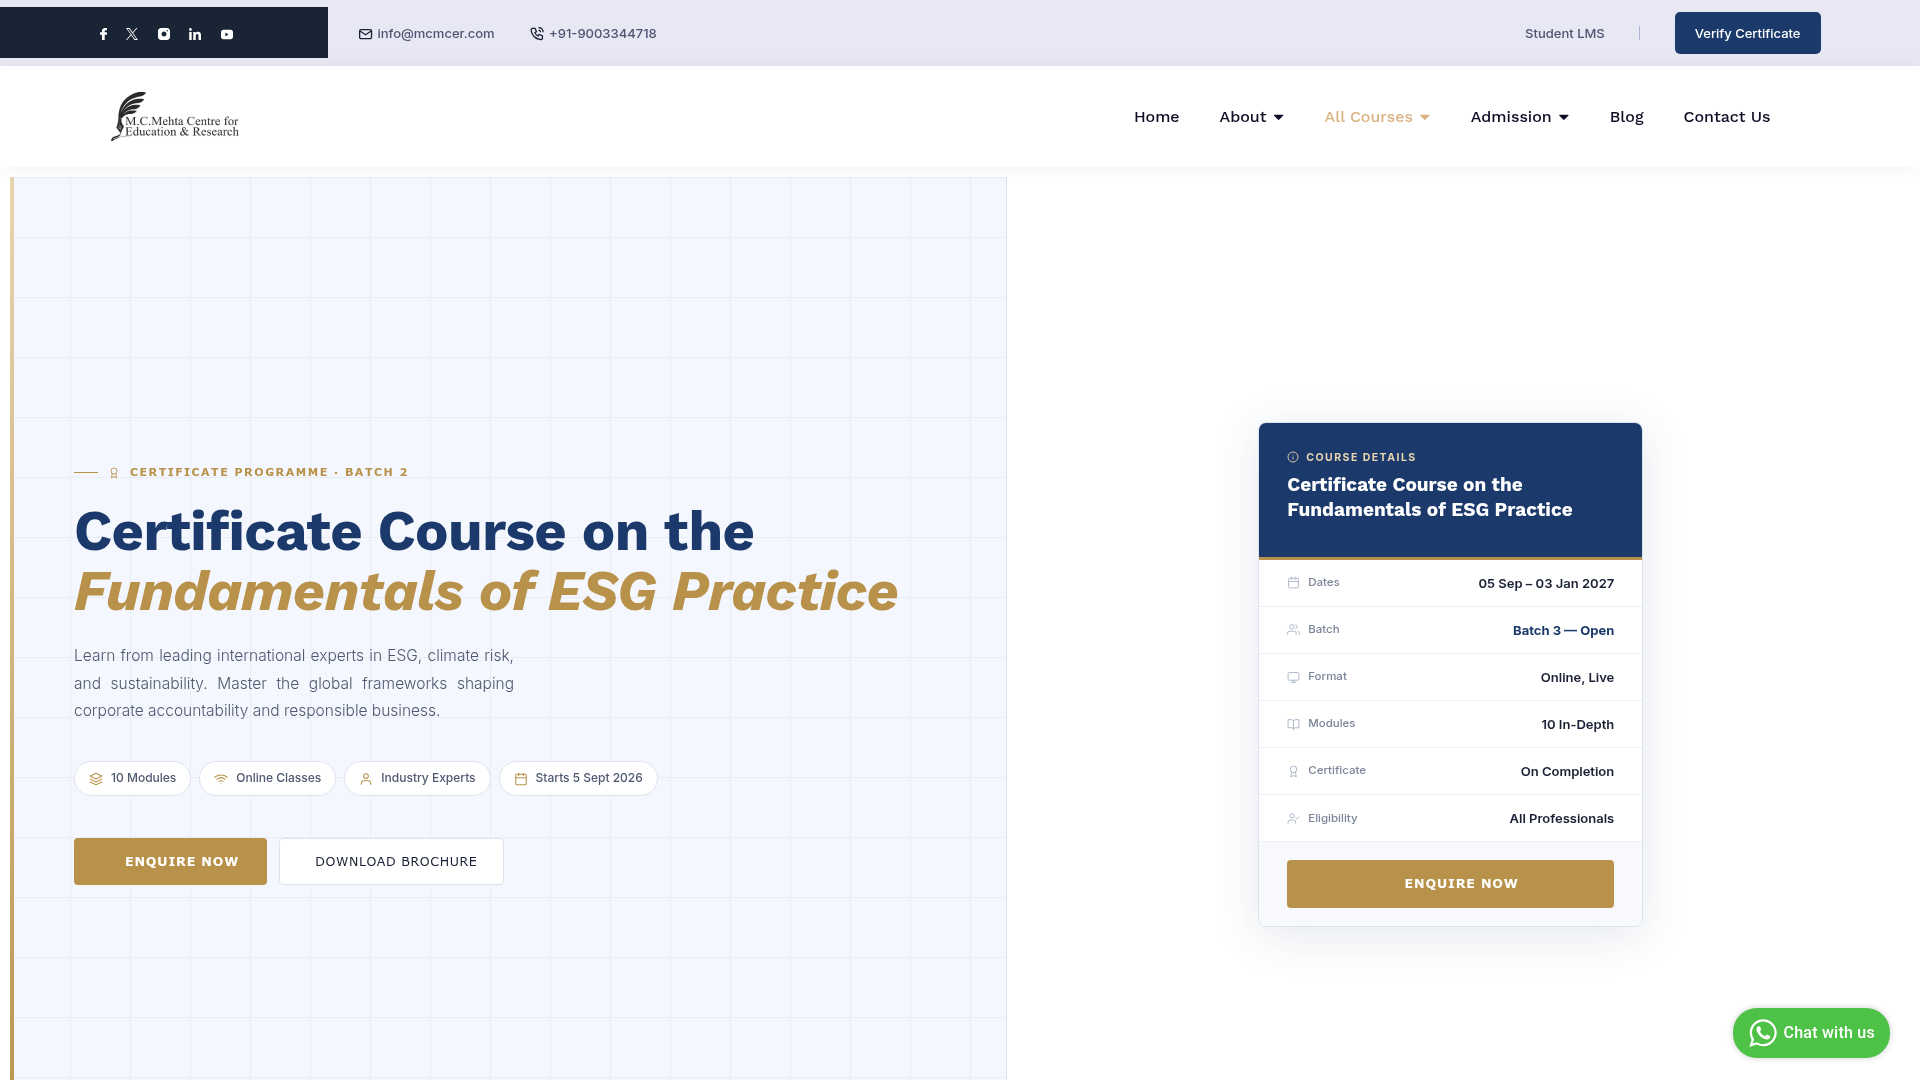 info@mcmcer.com
+91-9003344718
Student LMS
Verify Certificate
M.C.Mehta Centre for
Education & Research
Home
About
All Courses
Admission
Blog
Contact Us
CERTIFICATE PROGRAMME · BATCH 2
Certificate Course on the
Fundamentals of ESG Practice
Learn from leading international experts in ESG, climate risk,
and sustainability. Master the global frameworks shaping
corporate accountability and responsible business.
10 Modules
Online Classes
Industry Experts
Starts 5 Sept 2026
ENQUIRE NOW
DOWNLOAD BROCHURE
COURSE DETAILS
Certificate Course on the
Fundamentals of ESG Practice
Dates 05 Sep – 03 Jan 2027
Batch Batch 3 — Open
Format Online, Live
Modules 10 In-Depth
Certificate On Completion
Eligibility All Professionals
ENQUIRE NOW
Chat with us